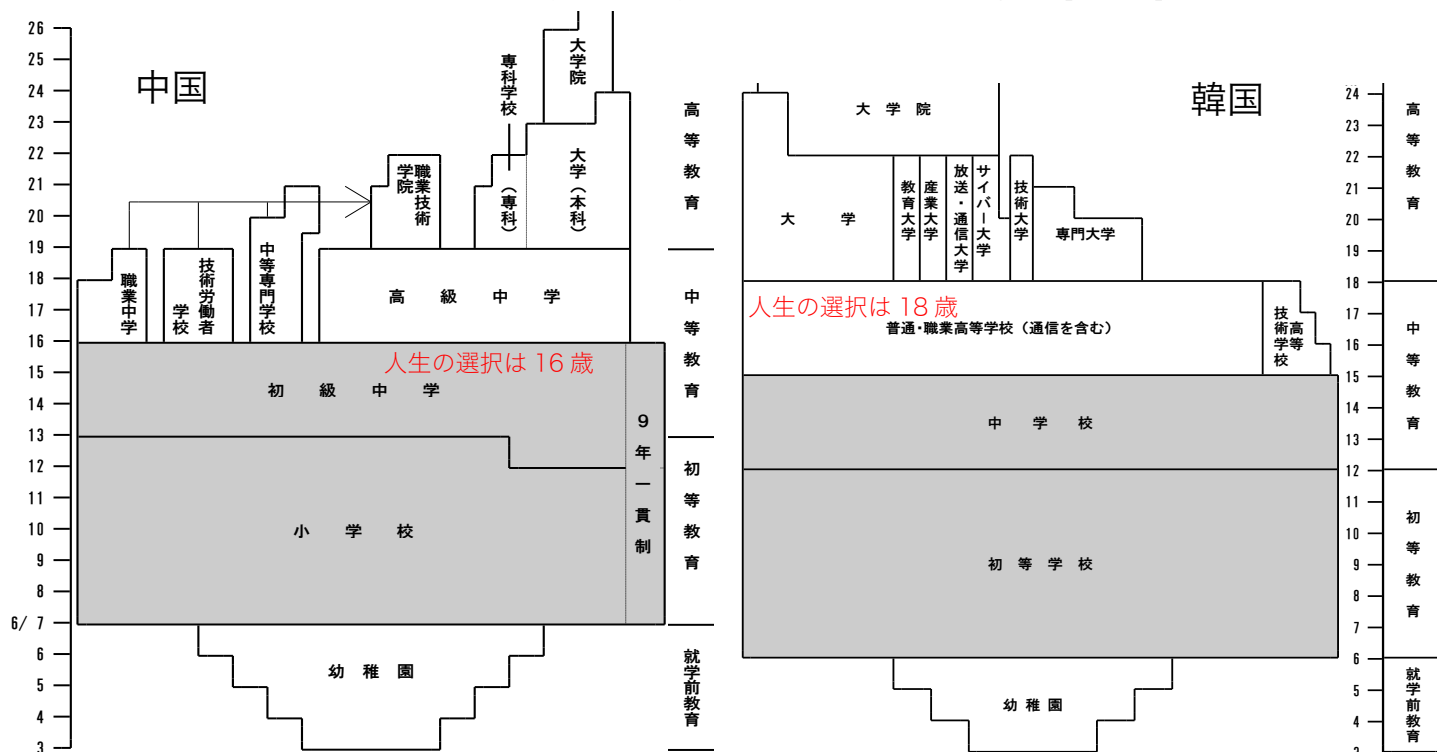 中国
26
25
24
23
22
21
20
19
18
17
16
15
14
13
12
11
10
9
8
6/ 7
6
5
4
3
大学院
専科学校
(専科)
大学(本科)
職業技術
学院
職業中学
技術労働者
学校
中等専門学校
高級中学
人生の選択は 16 歳
初級中学
9年一貫制
小学校
幼稚園
高等教育
中等教育
初等教育
就学前教育
韓国
大学院
大学
教育大学
産業大学
放送・通信大学
サイバー大学
技術大学
専門大学
人生の選択は 18 歳
普通・職業高等学校(通信を含む)
高等
技術学校
中学校
初等学校
幼稚園
24
23
22
21
20
19
18
17
16
15
14
13
12
11
10
9
8
7
6
5
4
高等教育
中等教育
初等教育
就学前教育